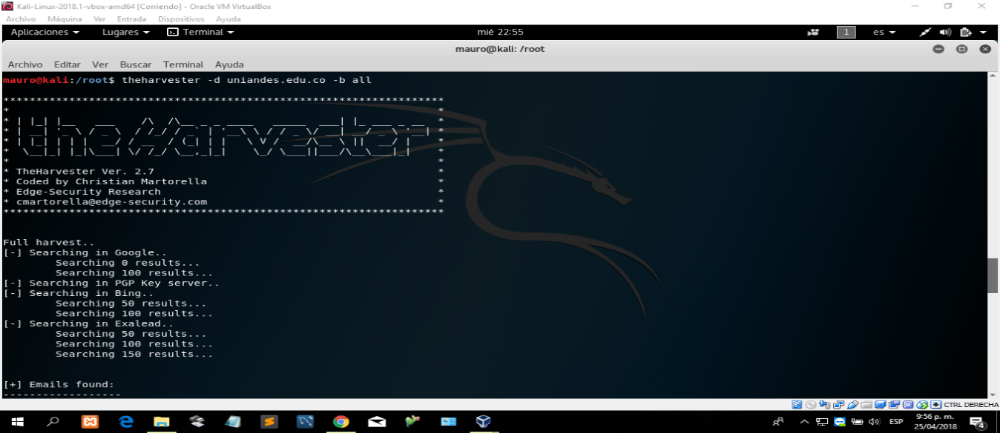 Kali-Linux-2018.1-vbox-amd64 [Corriendo] - Oracle VM VirtualBox
Archivo Máquina Ver Entrada Dispositivos Ayuda
Aplicaciones Lugares Terminal mié 22:55 1 es
mauro@kali: /root
Archivo Editar Ver Buscar Terminal Ayuda
mauro@kali:/root$ theharvester -d uniandes.edu.co -b all
*******************************************************************
* *
* theHarvester *
* *
* TheHarvester Ver. 2.7 *
* Coded by Christian Martorella *
* Edge-Security Research *
* cmartorella@edge-security.com *
*******************************************************************
Full harvest..
[-] Searching in Google..
Searching 0 results...
Searching 100 results...
[-] Searching in PGP Key server..
[-] Searching in Bing..
Searching 50 results...
Searching 100 results...
[-] Searching in Exalead..
Searching 50 results...
Searching 100 results...
Searching 150 results...
[+] Emails found:
------------------
CTRL DERECHA
ESP
9:56 p. m.
25/04/2018
4